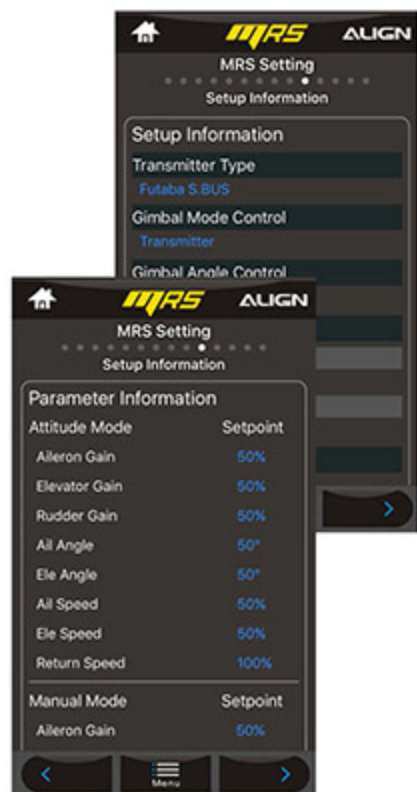 MRS ALIGN
MRS Setting
Setup Information
Setup Information
Transmitter Type
Futaba S.BUS
Gimbal Mode Control
Transmitter
Gimbal Angle Control
MRS ALIGN
MRS Setting
Setup Information
Parameter Information
Attitude Mode Setpoint
Aileron Gain 50%
Elevator Gain 50%
Rudder Gain 50%
Ail Angle 50°
Ele Angle 50°
Ail Speed 50%
Ele Speed 50%
Return Speed 100%
Manual Mode Setpoint
Aileron Gain 50%
Menu